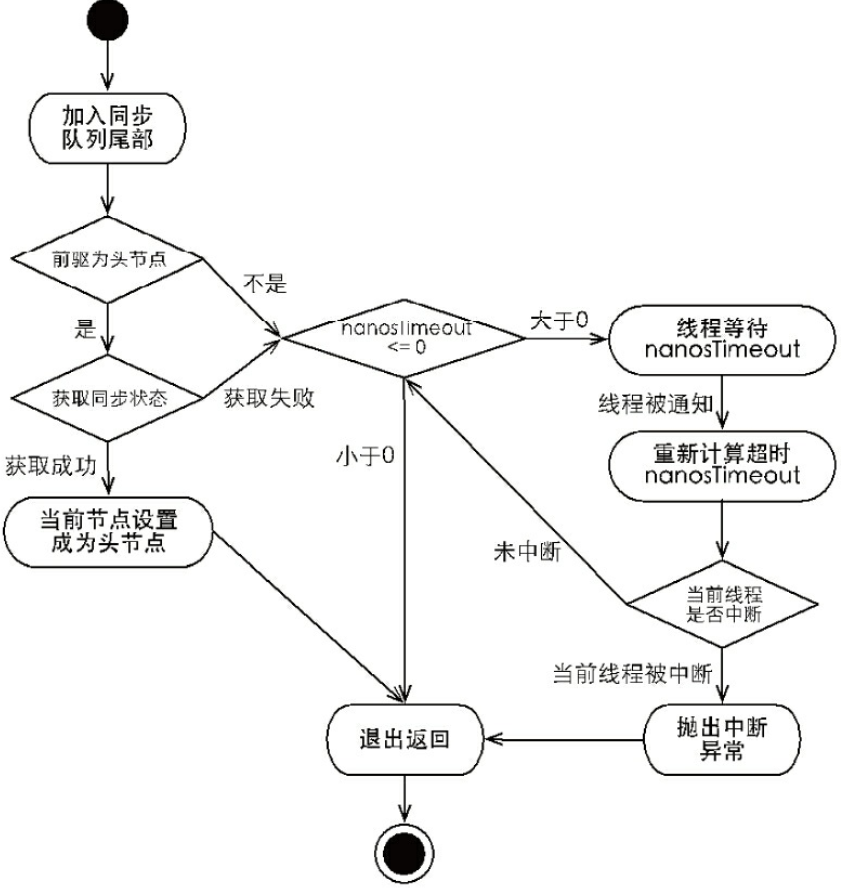 加入同步
队列尾部
前驱为头节点
不是
是
nanosTimeout
<= 0
大于0
线程等待
nanosTimeout
获取同步状态
获取失败
线程被通知
获取成功
小于0
重新计算超时
nanosTimeout
当前节点设置
成为头节点
未中断
当前线程
是否中断
当前线程被中断
退出返回
抛出中断
异常